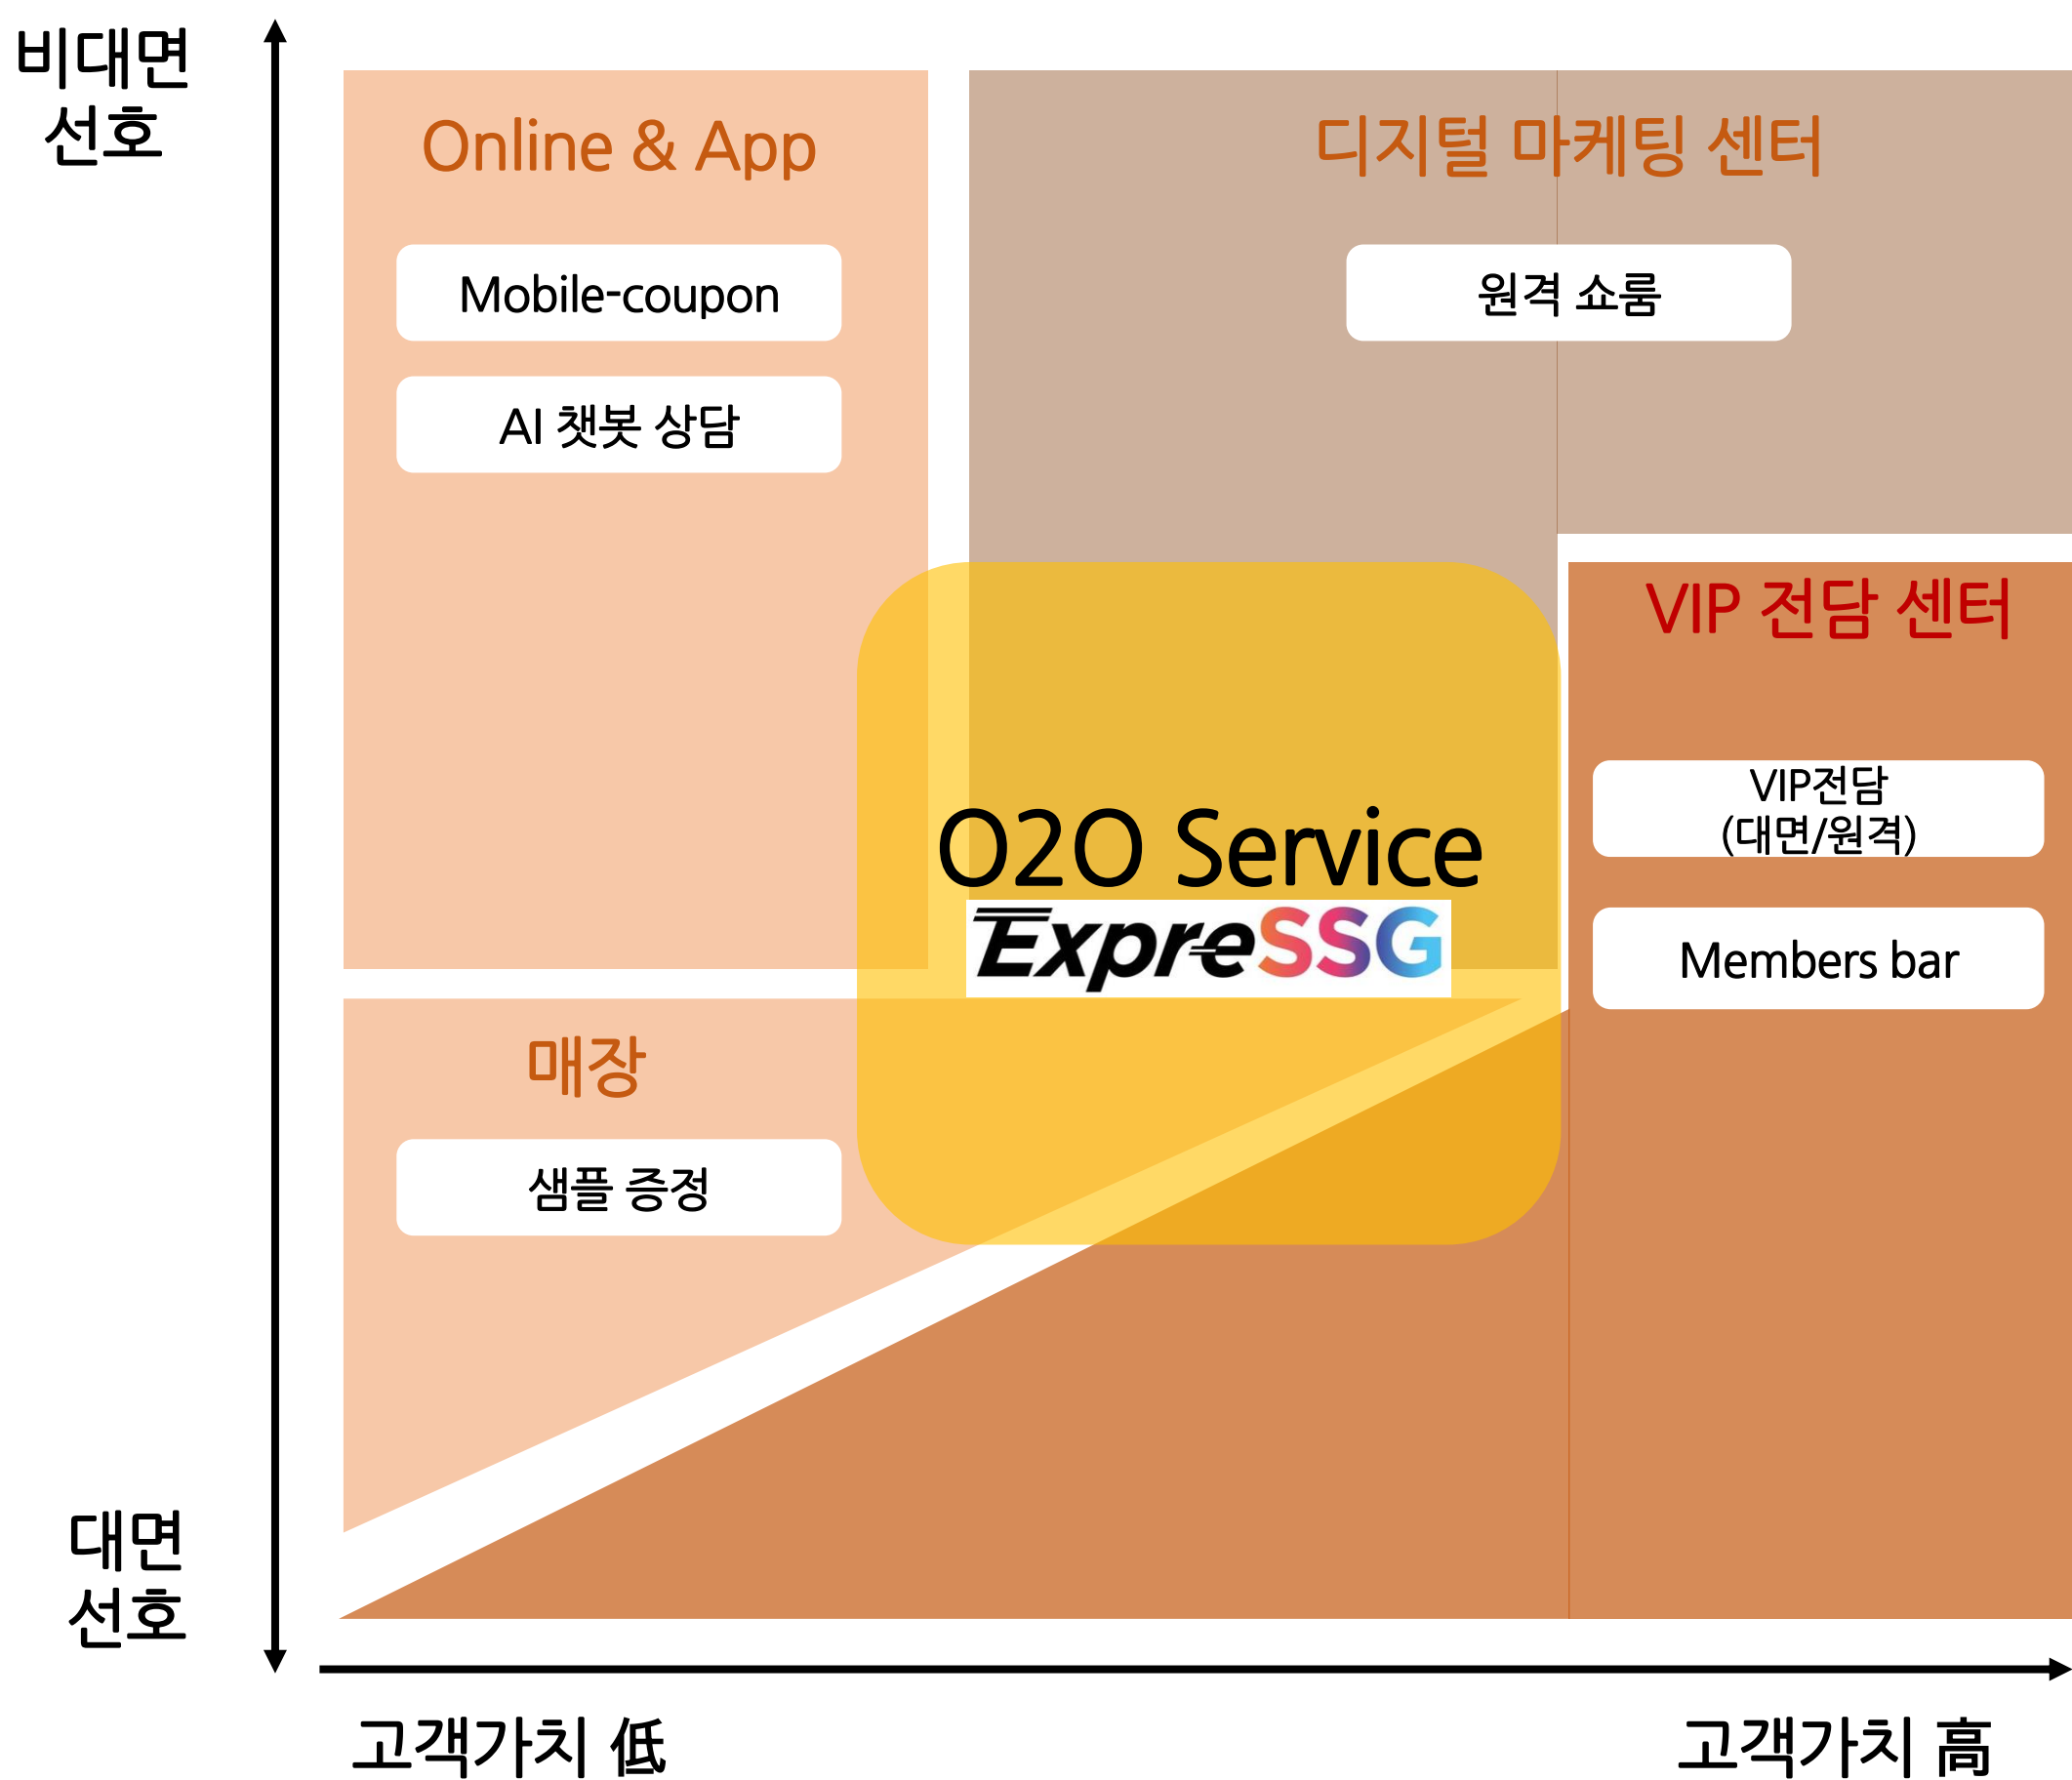 비대면
선호
Online & App
디지털 마케팅 센터
Mobile-coupon
원격 쇼룸
AI 챗봇 상담
VIP 전담 센터
VIP전담
(대면/원격)
O2O Service
ExpreSSG
Members bar
매장
샘플 증정
대면
선호
고객가치 低
고객가치 高